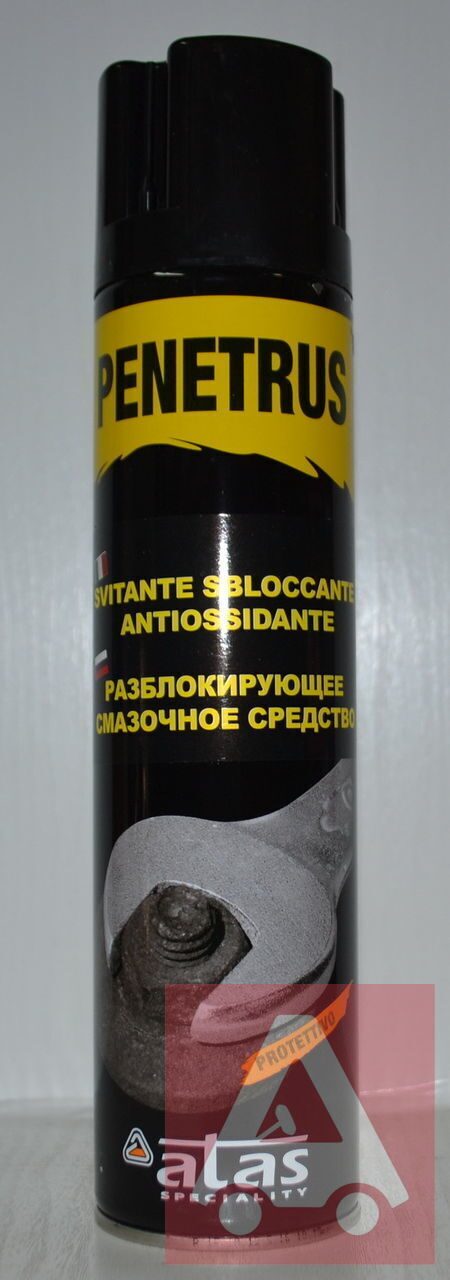 PENETRUS
SVITANTE SBLOCCANTE
ANTIOSSIDANTE
РАЗБЛОКИРУЮЩЕЕ
СМАЗОЧНОЕ СРЕДСТВО
PROTETTIVO
atas
SPECIALITY